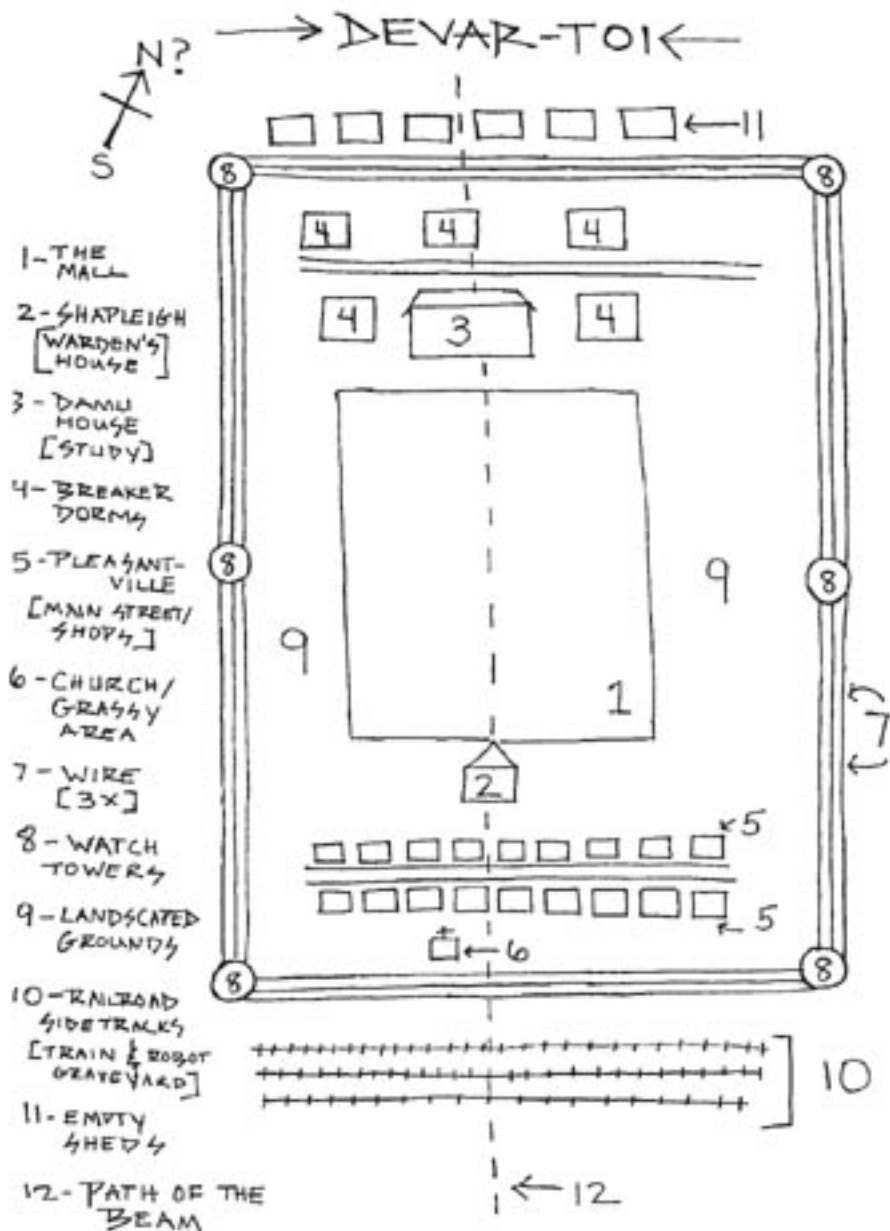 DEVAR-TOI
N?
S
11
8
8
4
4
4
4
3
4
1-THE
MALL
2-SHAPLEIGH
[WARDEN'S
HOUSE]
3-DAMLI
HOUSE
[STUDY]
4-BREAKER
DORMS
5-PLEASANT-
VILLE
[MAIN STREET/
SHOPS]
6-CHURCH/
GRASSY
AREA
7-WIRE
[3X]
8-WATCH
TOWERS
9-LANDSCAPED
GROUNDS
10-RAILROAD
SIDETRACKS
[TRAIN & ROBOT
GRAVEYARD]
11-EMPTY
SHEDS
12-PATH OF THE
BEAM
8
8
9
9
1
7
2
5
5
6
8
8
10
12